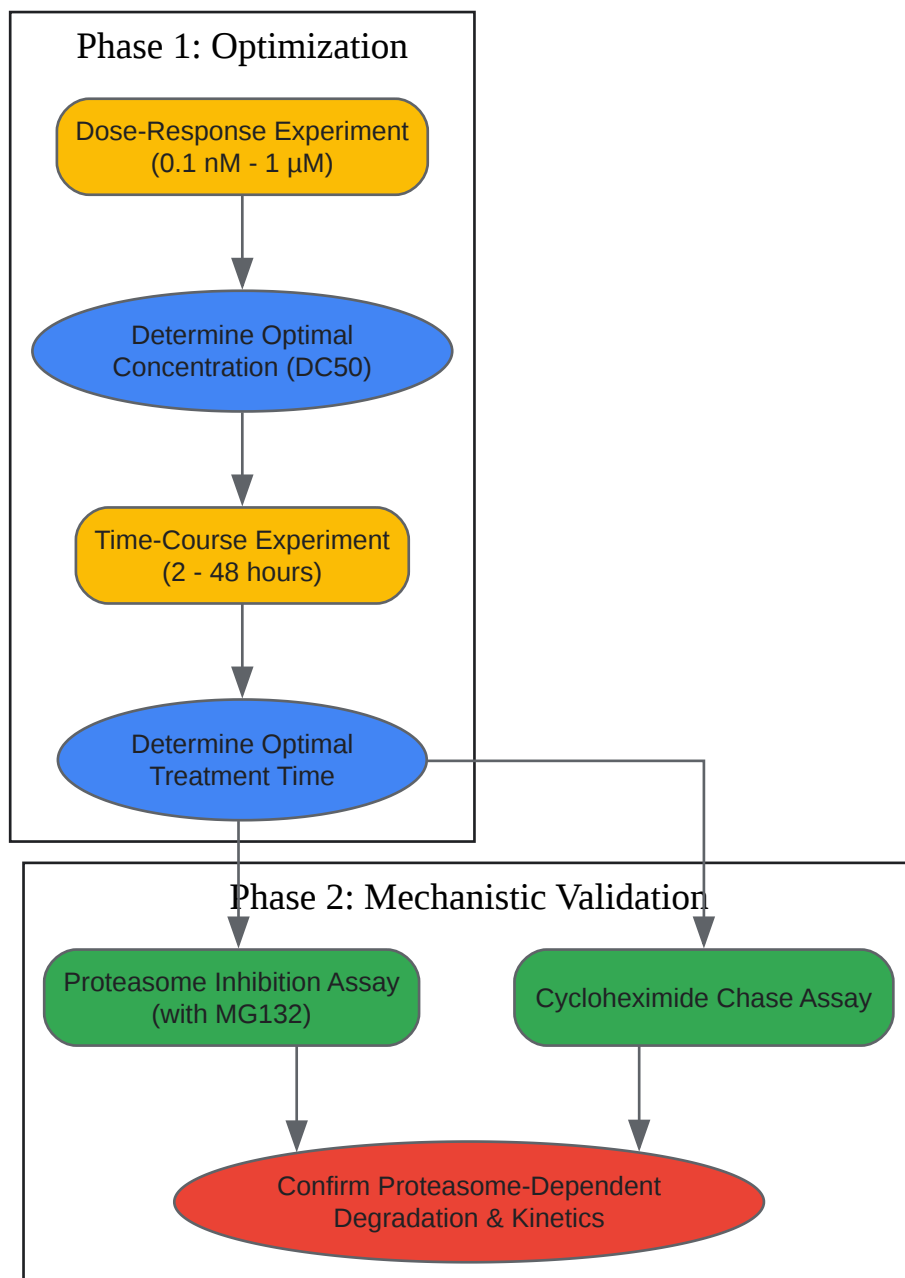 Phase 1: Optimization
Dose-Response Experiment
(0.1 nM - 1 µM)
Determine Optimal
Concentration (DC50)
Time-Course Experiment
(2 - 48 hours)
Determine Optimal
Treatment Time
Phase 2: Mechanistic Validation
Proteasome Inhibition Assay
(with MG132)
Cycloheximide Chase Assay
Confirm Proteasome-Dependent
Degradation & Kinetics